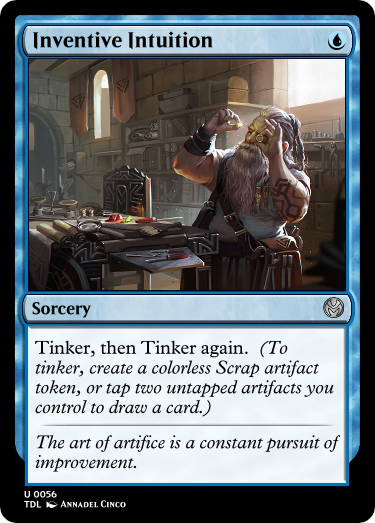 Inventive Intuition
Sorcery
Tinker, then Tinker again. (To
tinker, create a colorless Scrap artifact
token, or tap two untapped artifacts you
control to draw a card.)
The art of artifice is a constant pursuit of
improvement.
U 0056
TDL Annadel Cinco